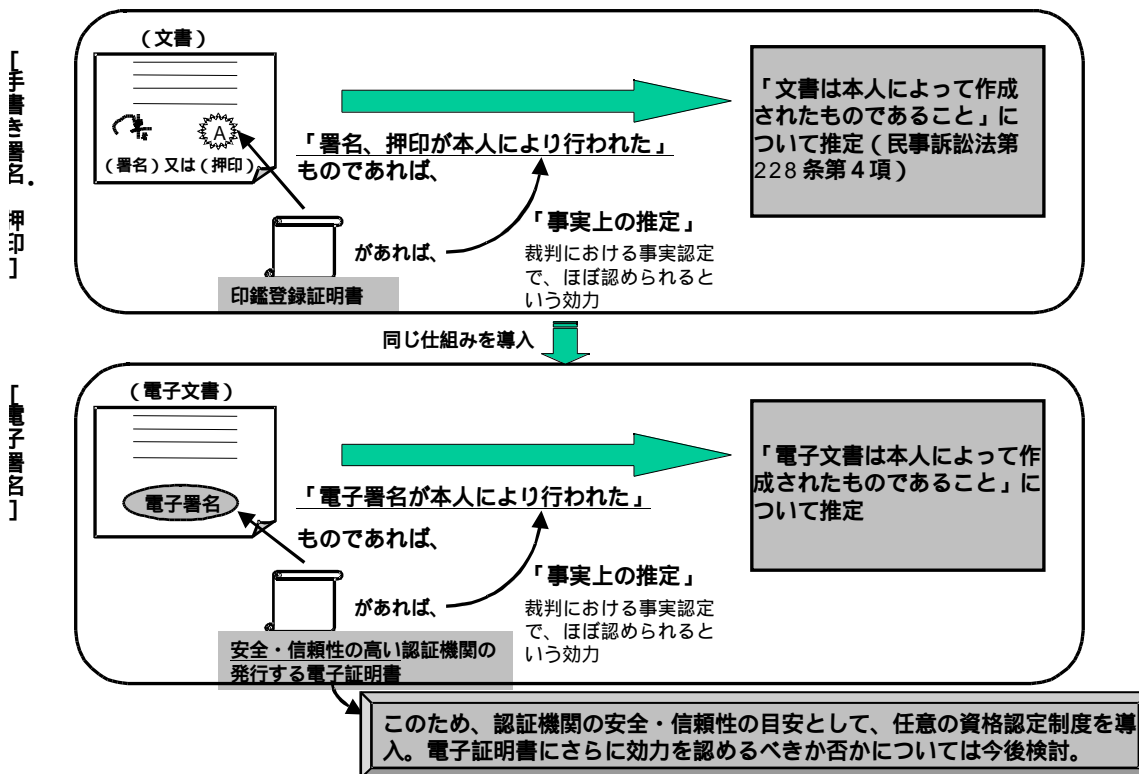 [手書き署名・押印]
(文書)
A
(署名)又は(押印)
「署名、押印が本人により行われた」
ものであれば、
「文書は本人によって作成
されたものであること」に
ついて推定(民事訴訟法第
228条第4項)
があれば、
印鑑登録証明書
「事実上の推定」
裁判における事実認定
で、ほぼ認められると
いう効力
同じ仕組みを導入
[電子署名]
(電子文書)
電子署名
「電子署名が本人により行われた」
ものであれば、
「電子文書は本人によって作
成されたものであること」に
ついて推定
があれば、
安全・信頼性の高い認証機関の
発行する電子証明書
「事実上の推定」
裁判における事実認定
で、ほぼ認められると
いう効力
このため、認証機関の安全・信頼性の目安として、任意の資格認定制度を導
入。電子証明書にさらに効力を認めるべきか否かについては今後検討。